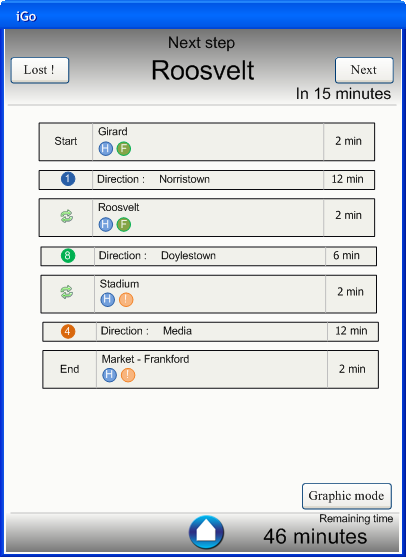 iGo
Next step
Lost !
Roosvelt
Next
In 15 minutes
Start
Girard
H F
2 min
1 Direction : Norristown 12 min
Roosvelt
H F
2 min
8 Direction : Doylestown 6 min
Stadium
H !
2 min
4 Direction : Media 12 min
End
Market - Frankford
H !
2 min
Graphic mode
Remaining time
46 minutes